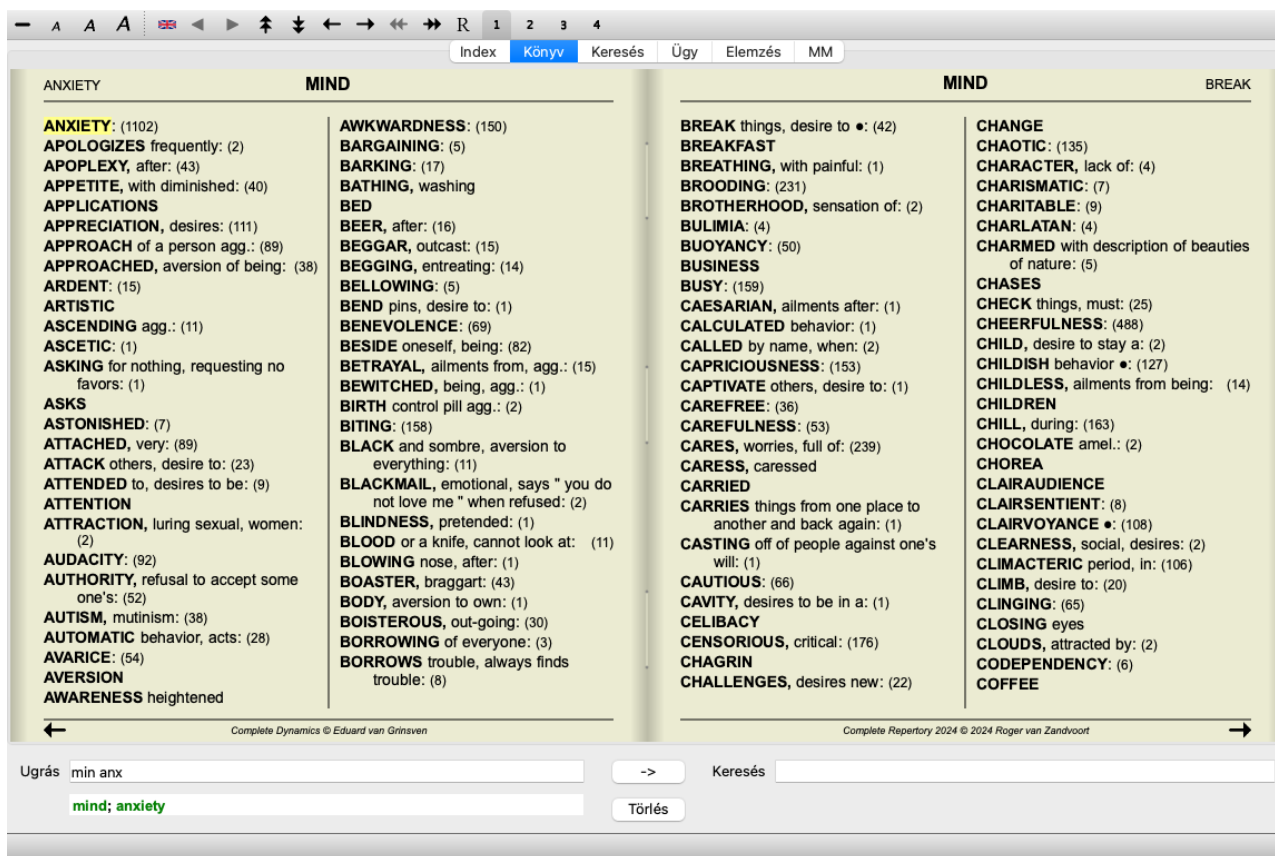 A A A R 1 2 3 4
Index Könyv Keresés Ügy Elemzés MM
ANXIETY MIND
ANXIETY: (1102)
APOLOGIZES frequently: (2)
APOPLEXY, after: (43)
APPETITE, with diminished: (40)
APPLICATIONS
APPRECIATION, desires: (111)
APPROACH of a person agg.: (89)
APPROACHED, aversion of being: (38)
ARDENT: (15)
ARTISTIC
ASCENDING agg.: (11)
ASCETIC: (1)
ASKING for nothing, requesting no
favors: (1)
ASKS
ASTONISHED: (7)
ATTACHED, very: (89)
ATTACK others, desire to: (23)
ATTENDED to, desires to be: (9)
ATTENTION
ATTRACTION, luring sexual, women:
(2)
AUDACITY: (92)
AUTHORITY, refusal to accept some
one's: (52)
AUTISM, mutinism: (38)
AUTOMATIC behavior, acts: (28)
AVARICE: (54)
AVERSION
AWARENESS heightened
AWKWARDNESS: (150)
BARGAINING: (5)
BARKING: (17)
BATHING, washing
BED
BEER, after: (16)
BEGGAR, outcast: (15)
BEGGING, entreating: (14)
BELLOWING: (5)
BEND pins, desire to: (1)
BENEVOLENCE: (69)
BESIDE oneself, being: (82)
BETRAYAL, ailments from, agg.: (15)
BEWITCHED, being, agg.: (1)
BIRTH control pill agg.: (2)
BITING: (158)
BLACK and sombre, aversion to
everything: (11)
BLACKMAIL, emotional, says " you do
not love me " when refused: (2)
BLINDNESS, pretended: (1)
BLOOD or a knife, cannot look at: (11)
BLOWING nose, after: (1)
BOASTER, braggart: (43)
BODY, aversion to own: (1)
BOISTEROUS, out-going: (30)
BORROWING of everyone: (3)
BORROWS trouble, always finds
trouble: (8)
Complete Dynamics © Eduard van Grinsven
MIND BREAK
BREAK things, desire to ●: (42)
BREAKFAST
BREATHING, with painful: (1)
BROODING: (231)
BROTHERHOOD, sensation of: (2)
BULIMIA: (4)
BUOYANCY: (50)
BUSINESS
BUSY: (159)
CAESARIAN, ailments after: (1)
CALCULATED behavior: (1)
CALLED by name, when: (2)
CAPRICIOUSNESS: (153)
CAPTIVATE others, desire to: (1)
CAREFREE: (36)
CAREFULNESS: (53)
CARES, worries, full of: (239)
CARESS, caressed
CARRIED
CARRIES things from one place to
another and back again: (1)
CASTING off of people against one's
will: (1)
CAUTIOUS: (66)
CAVITY, desires to be in a: (1)
CELIBACY
CENSORIOUS, critical: (176)
CHAGRIN
CHALLENGES, desires new: (22)
CHANGE
CHAOTIC: (135)
CHARACTER, lack of: (4)
CHARISMATIC: (7)
CHARITABLE: (9)
CHARLATAN: (4)
CHARMED with description of beauties
of nature: (5)
CHASES
CHECK things, must: (25)
CHEERFULNESS: (488)
CHILD, desire to stay a: (2)
CHILDISH behavior ●: (127)
CHILDLESS, ailments from being: (14)
CHILDREN
CHILL, during: (163)
CHOCOLATE amel.: (2)
CHOREA
CLAIRAUDIENCE
CLAIRSENTIENT: (8)
CLAIRVOYANCE ●: (108)
CLEARNESS, social, desires: (2)
CLIMACTERIC period, in: (106)
CLIMB, desire to: (20)
CLINGING: (65)
CLOSING eyes
CLOUDS, attracted by: (2)
CODEPENDENCY: (6)
COFFEE
Complete Repertory 2024 © 2024 Roger van Zandvoort
Ugrás min anx -> Keresés
mind; anxiety Törlés